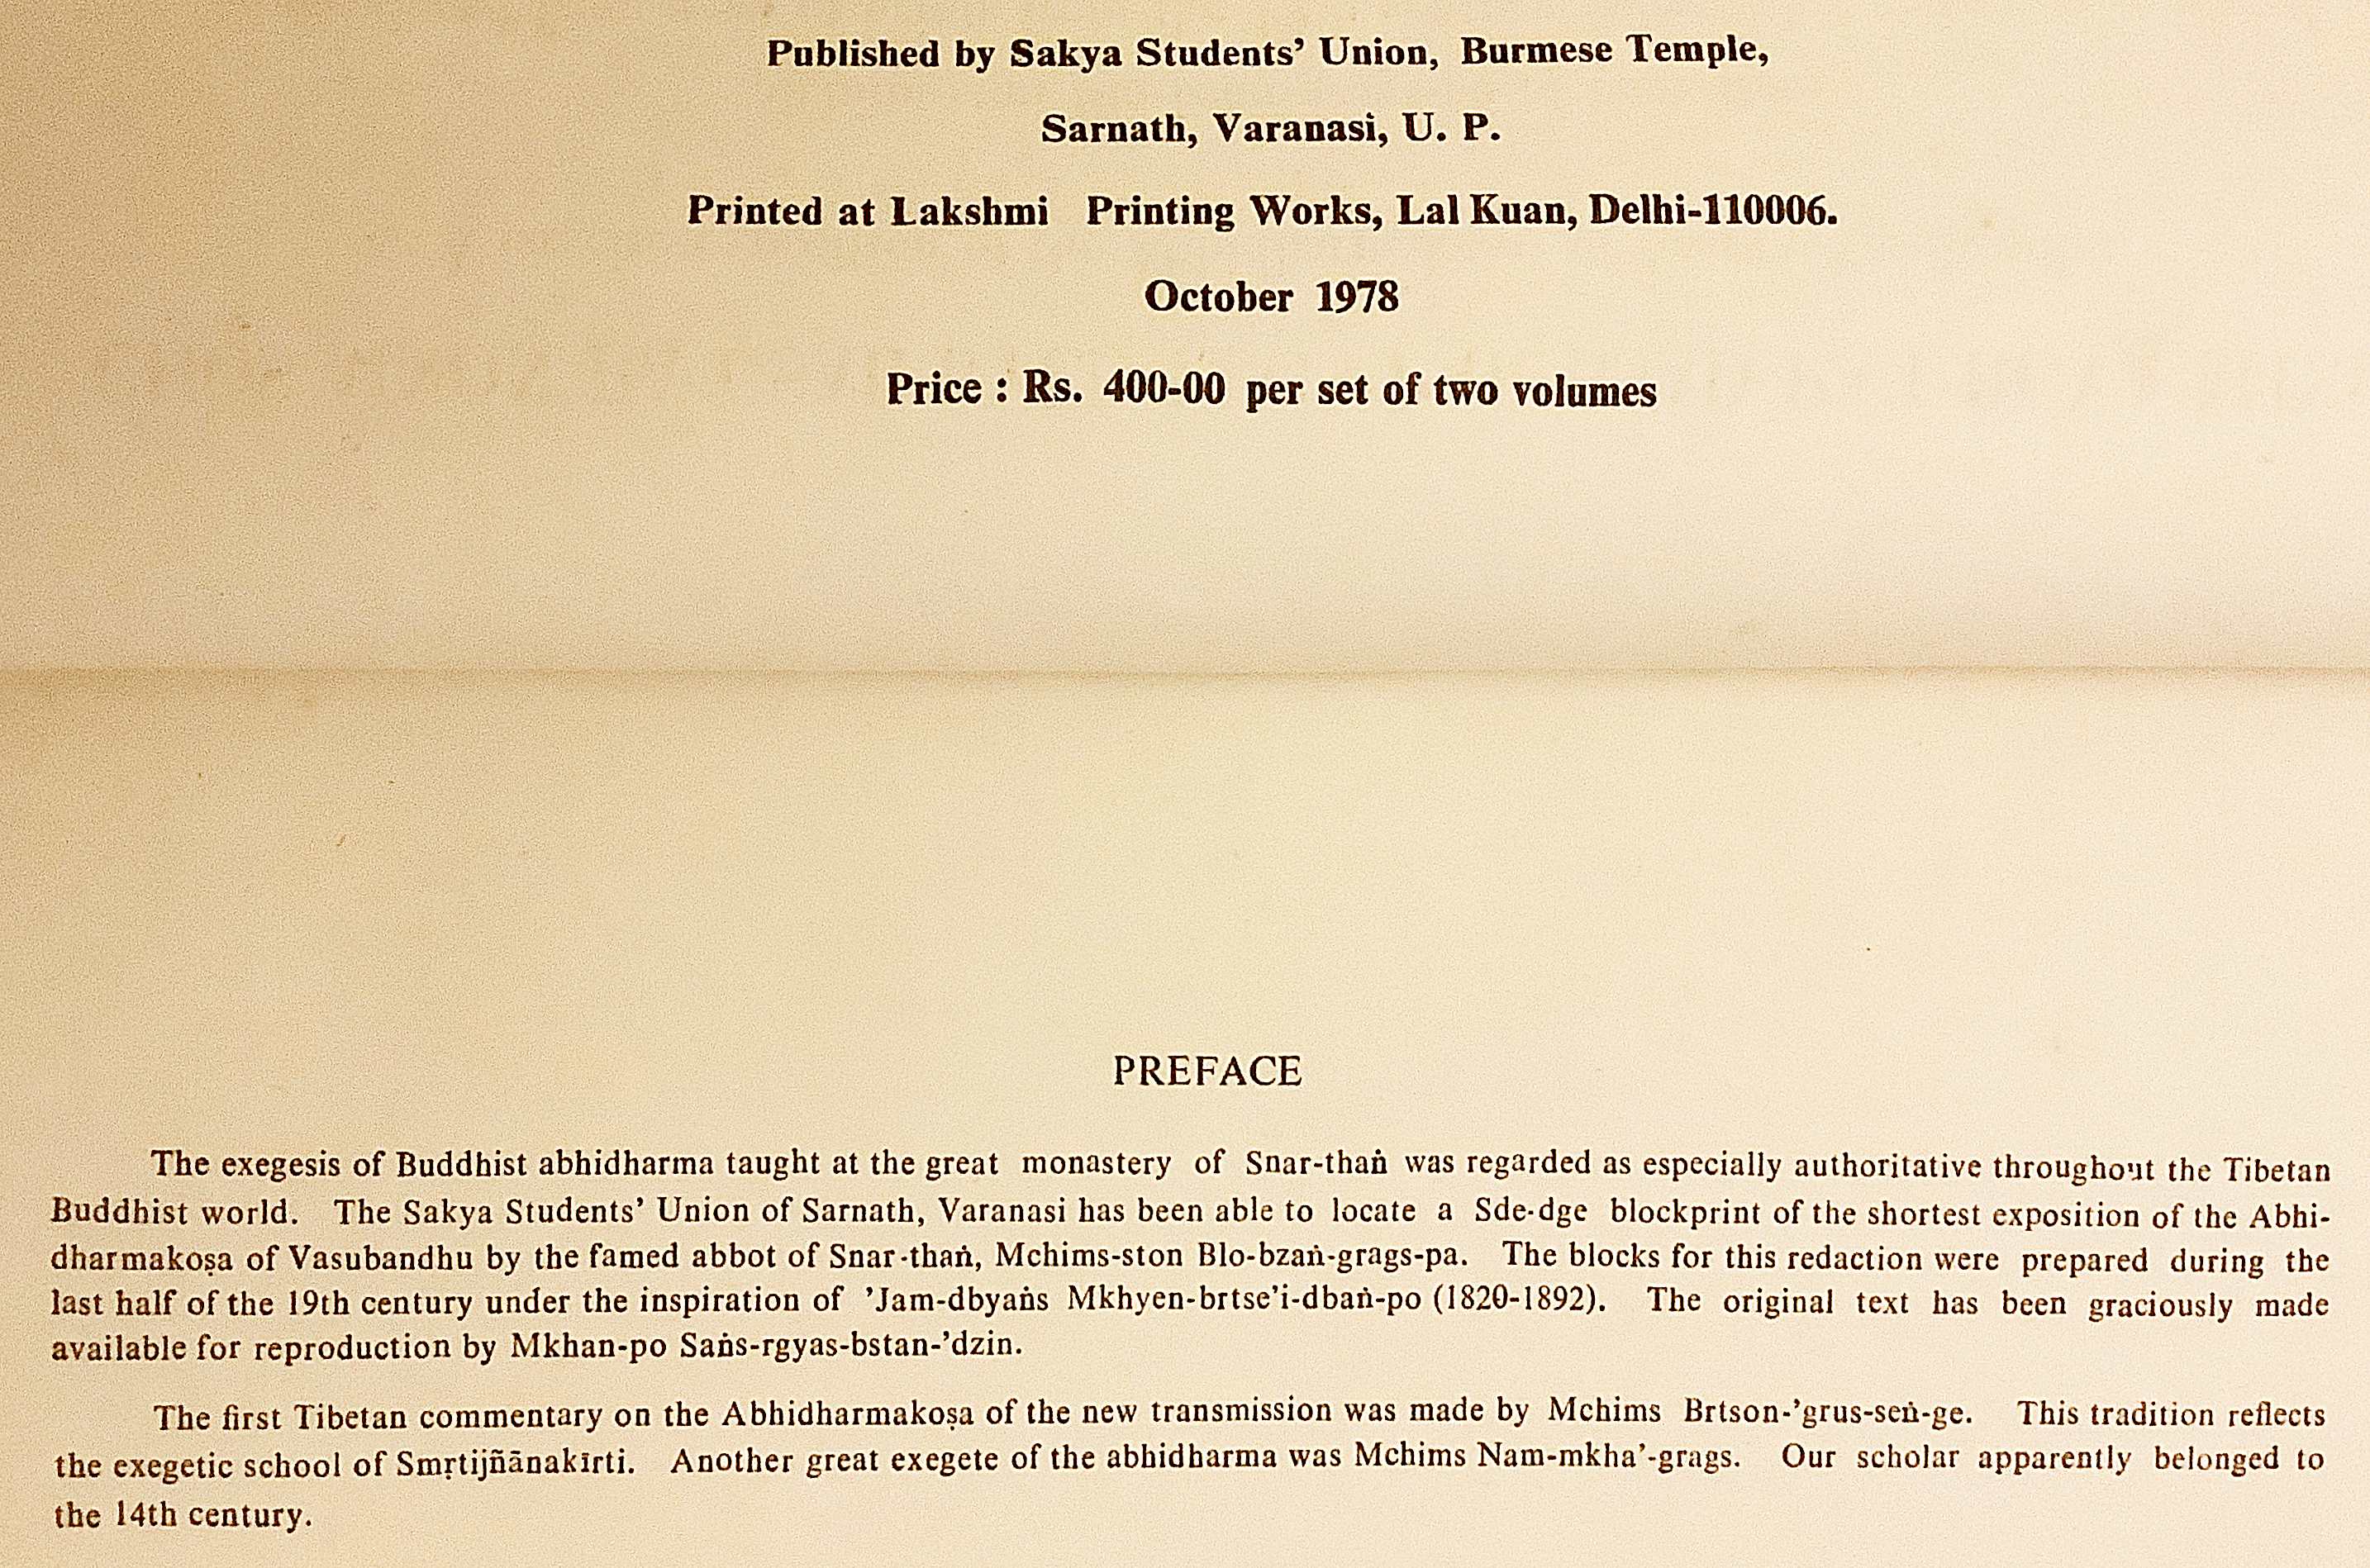 Published by Sakya Students’ Union, Burmese Temple,
Sarnath, Varanasi, U. P.
Printed at Lakshmi Printing Works, Lal Kuan, Delhi-110006.
October 1978
Price : Rs. 400-00 per set of two volumes
PREFACE
The exegesis of Buddhist abhidharma taught at the great monastery of Snar-thaṅ was regarded as especially authoritative throughout the Tibetan
Buddhist world. The Sakya Students’ Union of Sarnath, Varanasi has been able to locate a Sde-dge blockprint of the shortest exposition of the Abhi-
dharmakoṣa of Vasubandhu by the famed abbot of Snar-thaṅ, Mchims-ston Blo-bzaṅ-grags-pa. The blocks for this redaction were prepared during the
last half of the 19th century under the inspiration of ’Jam-dbyaṅs Mkhyen-brtse’i-dbaṅ-po (1820-1892). The original text has been graciously made
available for reproduction by Mkhan-po Saṅs-rgyas-bstan-’dzin.
The first Tibetan commentary on the Abhidharmakoṣa of the new transmission was made by Mchims Brtson-’grus-seṅ-ge. This tradition reflects
the exegetic school of Smṛtijñānakīrti. Another great exegete of the abhidharma was Mchims Nam-mkha’-grags. Our scholar apparently belonged to
the 14th century.